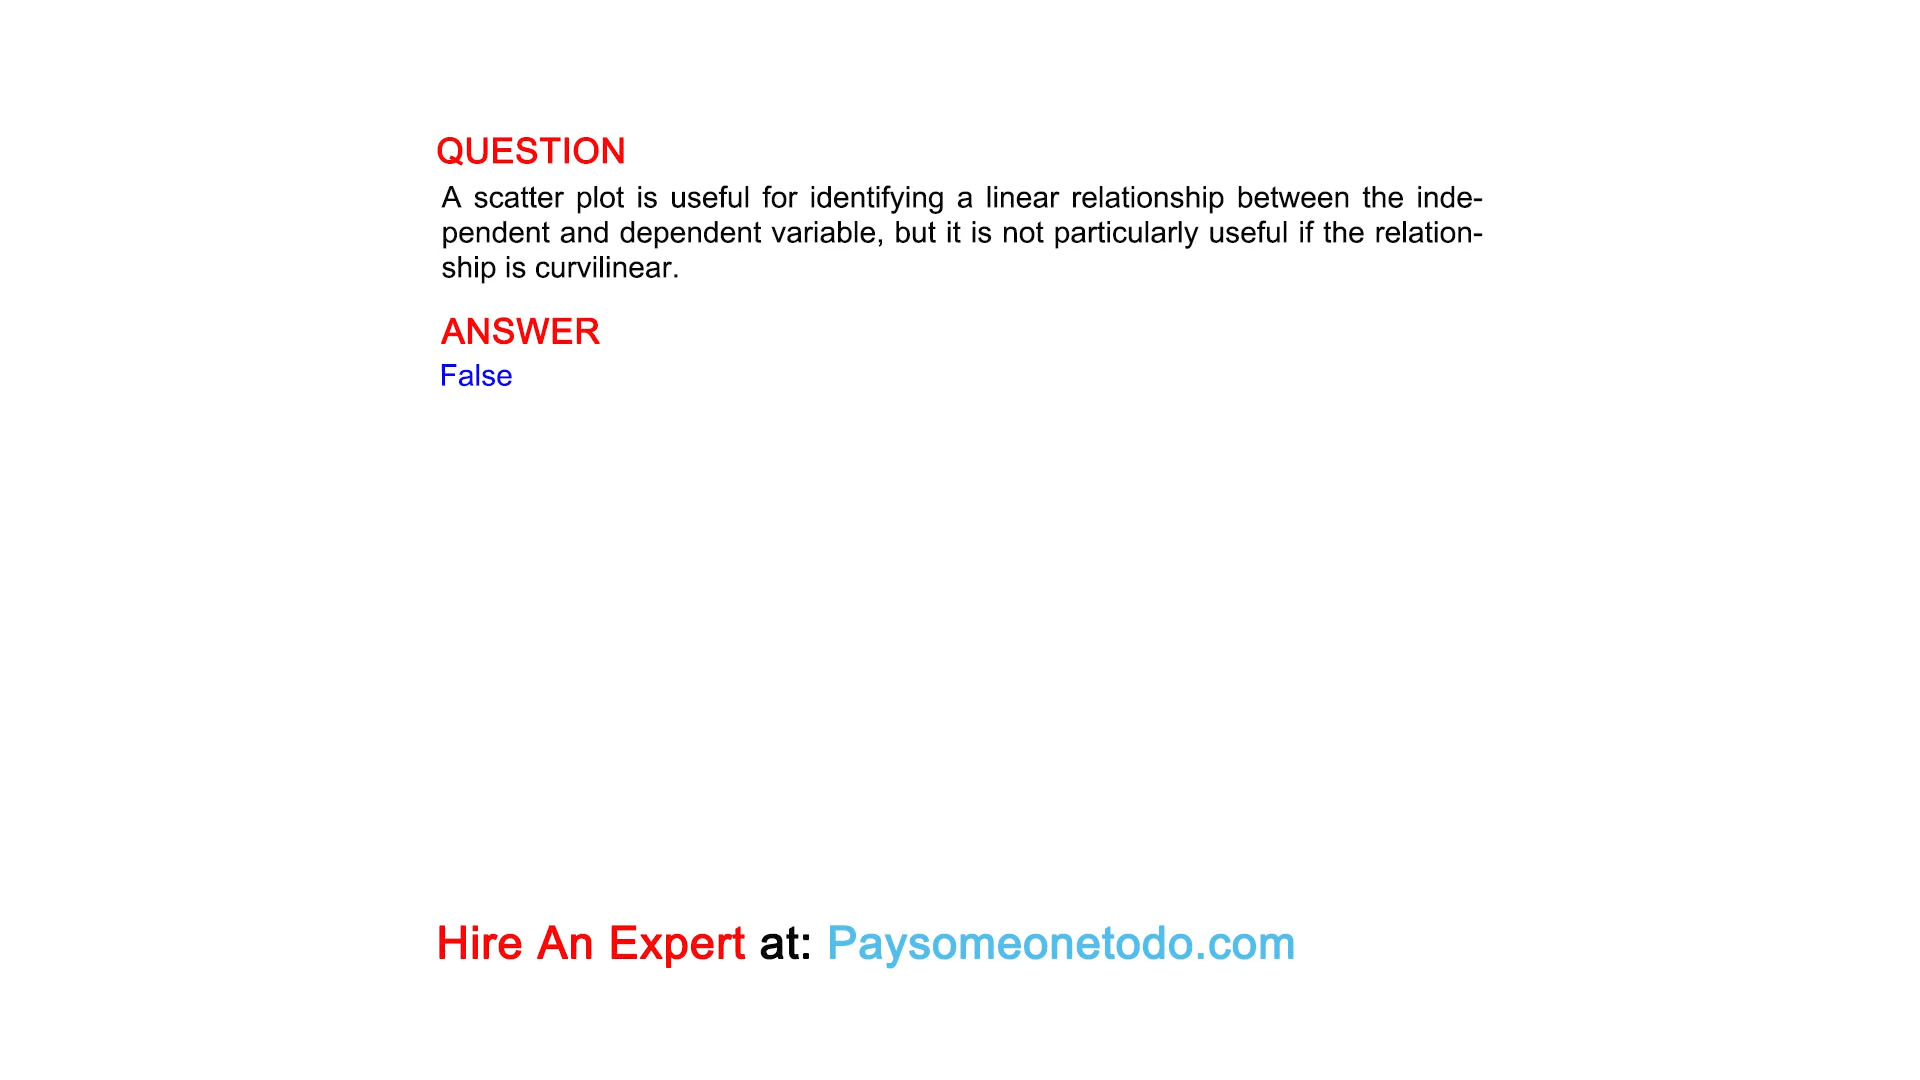 QUESTION
A scatter plot is useful for identifying a linear relationship between the inde-
pendent and dependent variable, but it is not particularly useful if the relation-
ship is curvilinear.
ANSWER
False
Hire An Expert at: Paysomeonetodo.com